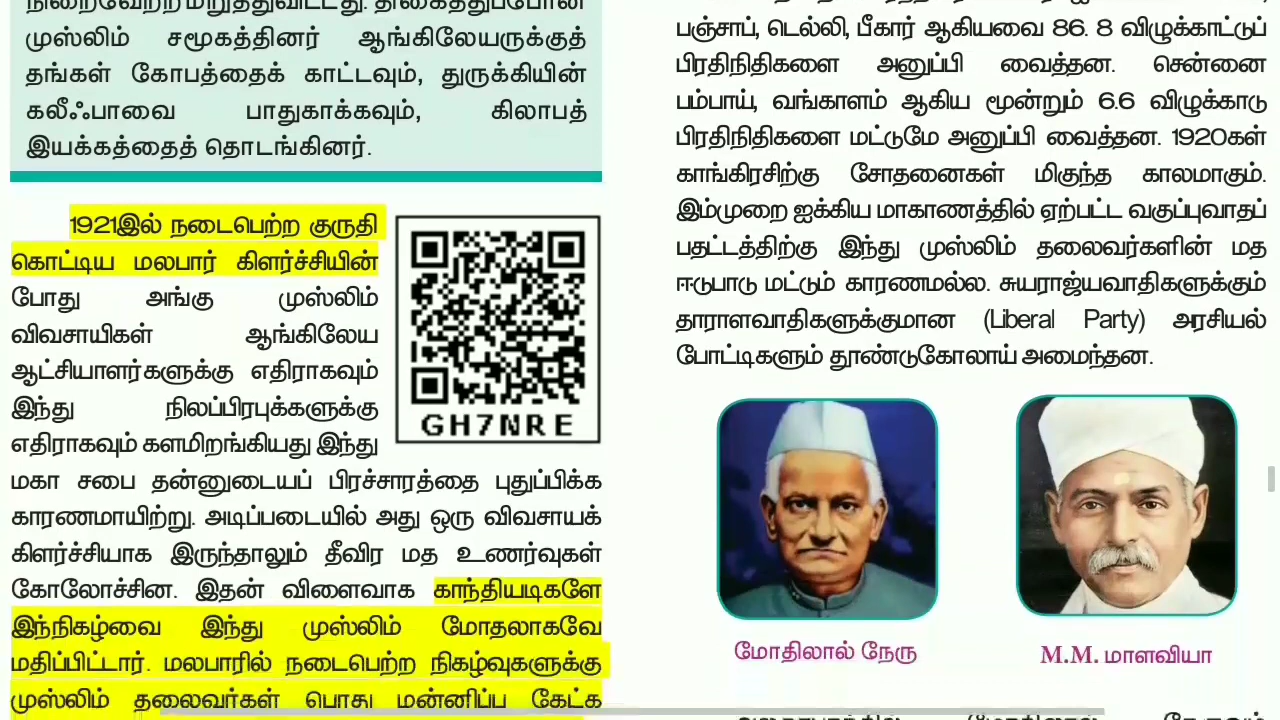 நிறைவேற்றமறுத்துவிட்டது. திகைத்துப்போன
முஸ்லிம் சமூகத்தினர் ஆங்கிலேயருக்குத்
தங்கள் கோபத்தைக் காட்டவும், துருக்கியின்
கலீஃபாவை பாதுகாக்கவும், கிலாபத்
இயக்கத்தைத் தொடங்கினர்.
1921இல் நடைபெற்ற குருதி
கொட்டிய மலபார் கிளர்ச்சியின்
போது அங்கு முஸ்லிம்
விவசாயிகள் ஆங்கிலேய
ஆட்சியாளர்களுக்கு எதிராகவும்
இந்து நிலப்பிரபுக்களுக்கு
எதிராகவும் களமிறங்கியது இந்து
GH7NRE
மகா சபை தன்னுடையப் பிரச்சாரத்தை புதுப்பிக்க
காரணமாயிற்று. அடிப்படையில் அது ஒரு விவசாயக்
கிளர்ச்சியாக இருந்தாலும் தீவிர மத உணர்வுகள்
கோலோச்சின. இதன் விளைவாக காந்தியடிகளே
இந்நிகழ்வை இந்து முஸ்லிம் மோதலாகவே
மதிப்பிட்டார். மலபாரில் நடைபெற்ற நிகழ்வுகளுக்கு
முஸ்லிம் தலைவர்கள் பொது மன்னிப்பு கேட்க
பஞ்சாப், டெல்லி, பீகார் ஆகியவை 86. 8 விழுக்காட்டுப்
பிரதிநிதிகளை அனுப்பி வைத்தன. சென்னை
பம்பாய், வங்காளம் ஆகிய மூன்றும் 6.6 விழுக்காடு
பிரதிநிதிகளை மட்டுமே அனுப்பி வைத்தன. 1920கள்
காங்கிரசிற்கு சோதனைகள் மிகுந்த காலமாகும்.
இம்முறை ஐக்கிய மாகாணத்தில் ஏற்பட்ட வகுப்புவாதப்
பதட்டத்திற்கு இந்து முஸ்லிம் தலைவர்களின் மத
ஈடுபாடு மட்டும் காரணமல்ல. சுயராஜ்யவாதிகளுக்கும்
தாராளவாதிகளுக்குமான (Liberal Party) அரசியல்
போட்டிகளும் தூண்டுகோலாய் அமைந்தன.
மோதிலால் நேரு
M.M. மாளவியா